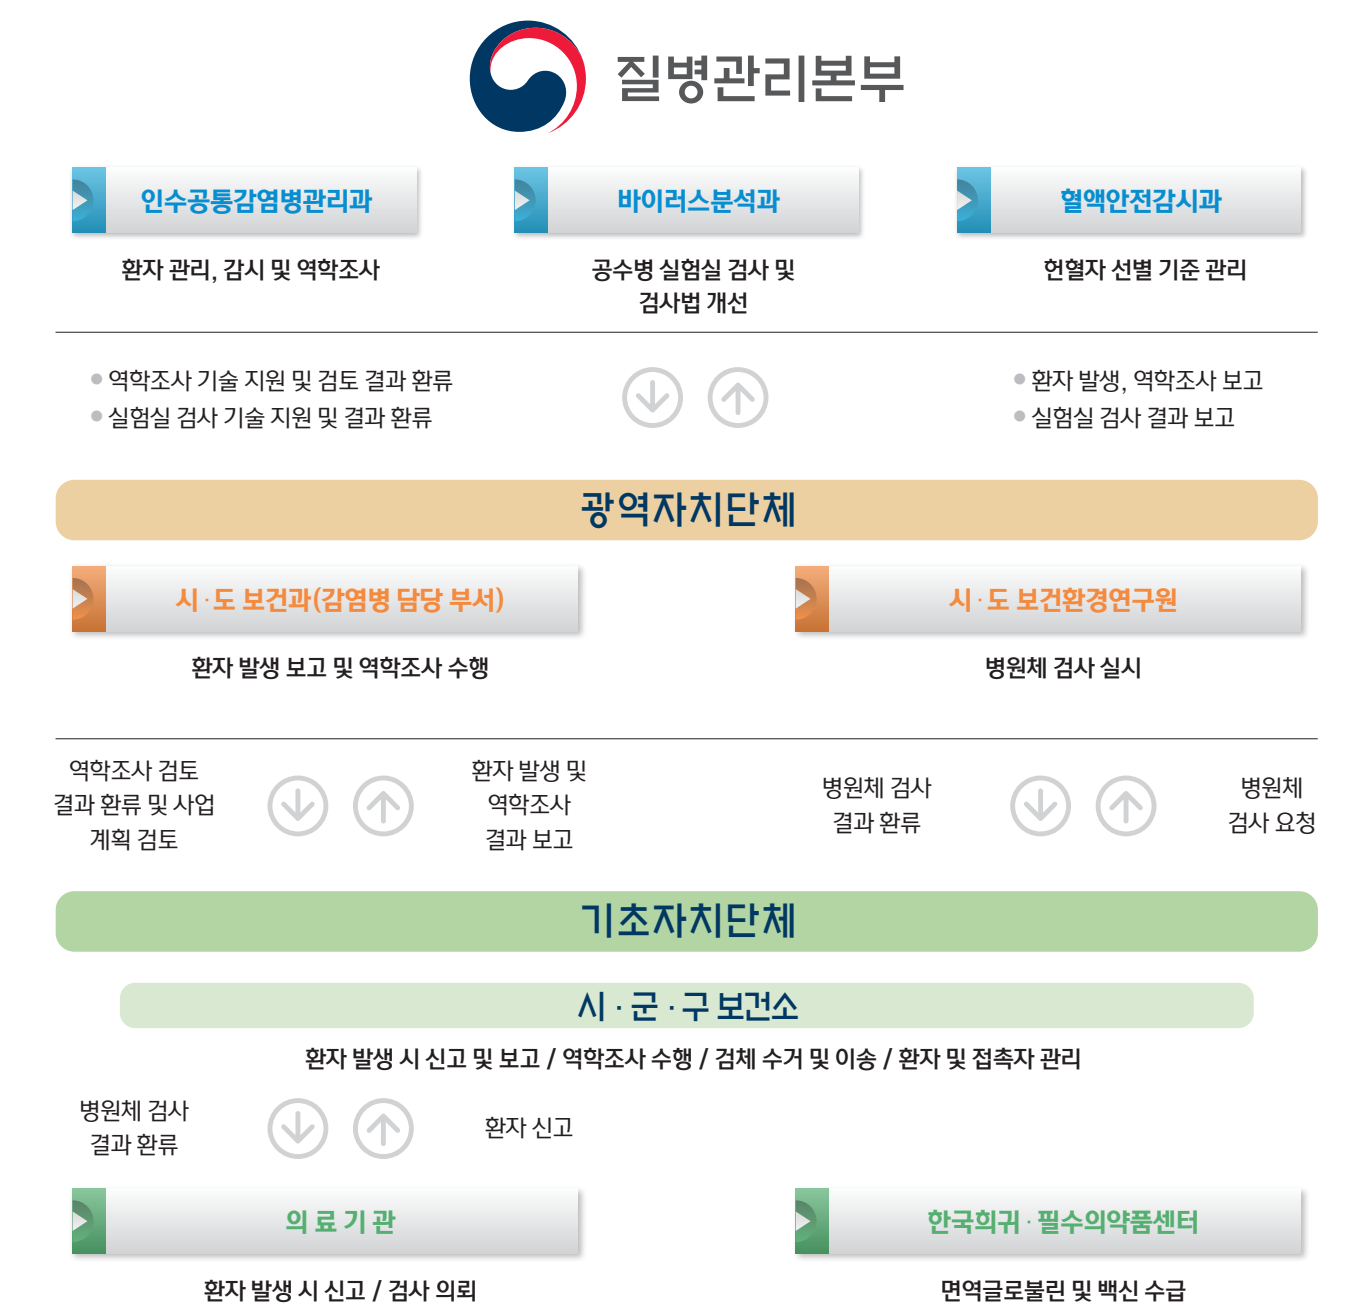 질병관리본부
인수공통감염병관리과
환자 관리, 감시 및 역학조사
바이러스분석과
공수병 실험실 검사 및
검사법 개선
혈액안전감시과
헌혈자 선별 기준 관리
● 역학조사 기술 지원 및 검토 결과 환류
● 실험실 검사 기술 지원 및 결과 환류
● 환자 발생, 역학조사 보고
● 실험실 검사 결과 보고
광역자치단체
시·도 보건과(감염병 담당 부서)
환자 발생 보고 및 역학조사 수행
시·도 보건환경연구원
병원체 검사 실시
역학조사 검토
결과 환류 및 사업
계획 검토
환자 발생 및
역학조사
결과 보고
병원체 검사
결과 환류
병원체
검사 요청
기초자치단체
시·군·구 보건소
환자 발생 시 신고 및 보고 / 역학조사 수행 / 검체 수거 및 이송 / 환자 및 접촉자 관리
병원체 검사
결과 환류
환자 신고
의료기관
환자 발생 시 신고 / 검사 의뢰
한국희귀·필수의약품센터
면역글로불린 및 백신 수급